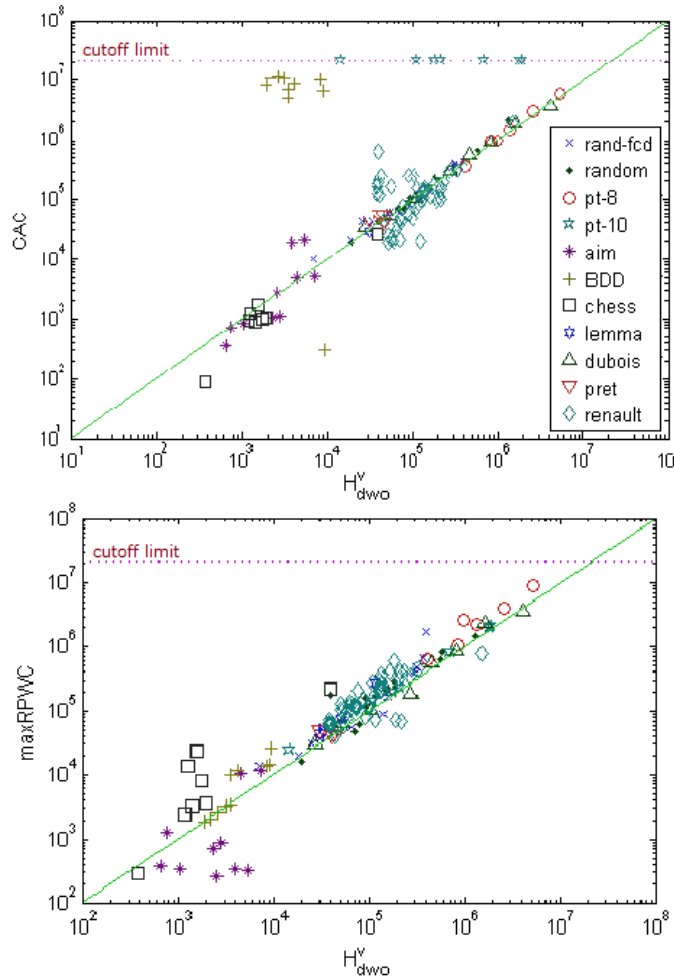 10^8
cutoff limit
10^7
10^6
10^5
10^4
10^3
10^2
10^1
CAC
rand-fcd
random
pt-8
pt-10
aim
BDD
chess
lemma
dubois
pret
renault
10^1 10^2 10^3 10^4 10^5 10^6 10^7 10
H^v_dwo
10^8
cutoff limit
10^7
10^6
10^5
10^4
10^3
10^2
maxRPWC
10^2 10^3 10^4 10^5 10^6 10^7 10^8
H^v_dwo